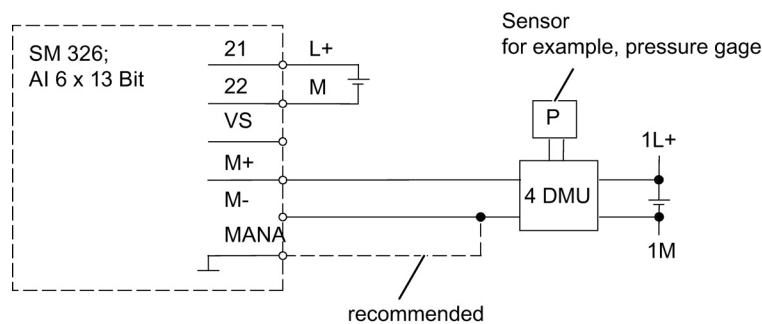 Sensor
for example, pressure gage
SM 326;
AI 6 x 13 Bit
21
L+
22
M
VS
P
1L+
M+
M-
4 DMU
MANA
1M
recommended